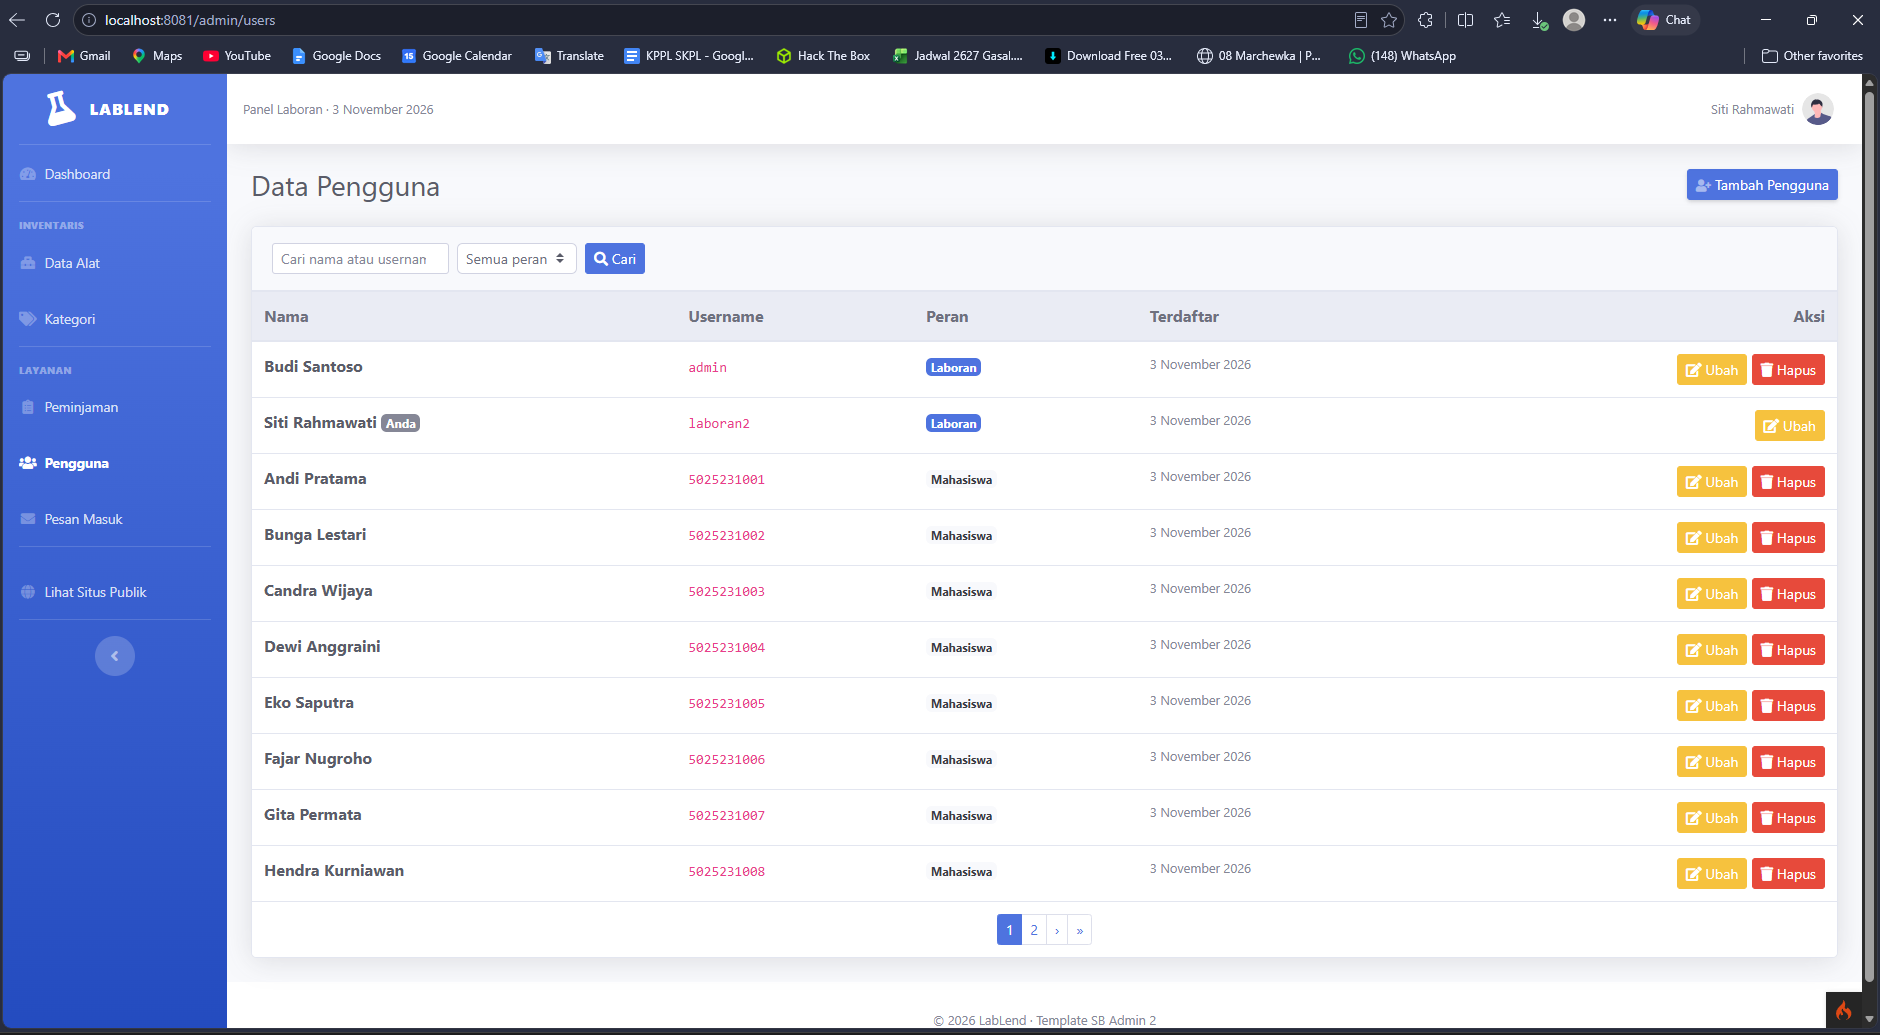 localhost:8081/admin/users
Chat
Gmail
Maps
YouTube
Google Docs
15 Google Calendar
Translate
KPPL SKPL - Googl...
Hack The Box
Jadwal 2627 Gasal....
Download Free 03...
08 Marchewka | P...
(148) WhatsApp
Other favorites
LABLEND
Panel Laboran · 3 November 2026
Siti Rahmawati
Dashboard
INVENTARIS
Data Alat
Kategori
LAYANAN
Peminjaman
Pengguna
Pesan Masuk
Lihat Situs Publik
Data Pengguna
Tambah Pengguna
Cari nama atau usernam
Semua peran
Cari
Nama Username Peran Terdaftar Aksi
Budi Santoso admin Laboran 3 November 2026 Ubah Hapus
Siti Rahmawati Anda laboran2 Laboran 3 November 2026 Ubah
Andi Pratama 5025231001 Mahasiswa 3 November 2026 Ubah Hapus
Bunga Lestari 5025231002 Mahasiswa 3 November 2026 Ubah Hapus
Candra Wijaya 5025231003 Mahasiswa 3 November 2026 Ubah Hapus
Dewi Anggraini 5025231004 Mahasiswa 3 November 2026 Ubah Hapus
Eko Saputra 5025231005 Mahasiswa 3 November 2026 Ubah Hapus
Fajar Nugroho 5025231006 Mahasiswa 3 November 2026 Ubah Hapus
Gita Permata 5025231007 Mahasiswa 3 November 2026 Ubah Hapus
Hendra Kurniawan 5025231008 Mahasiswa 3 November 2026 Ubah Hapus
1 2 › »
© 2026 LabLend · Template SB Admin 2